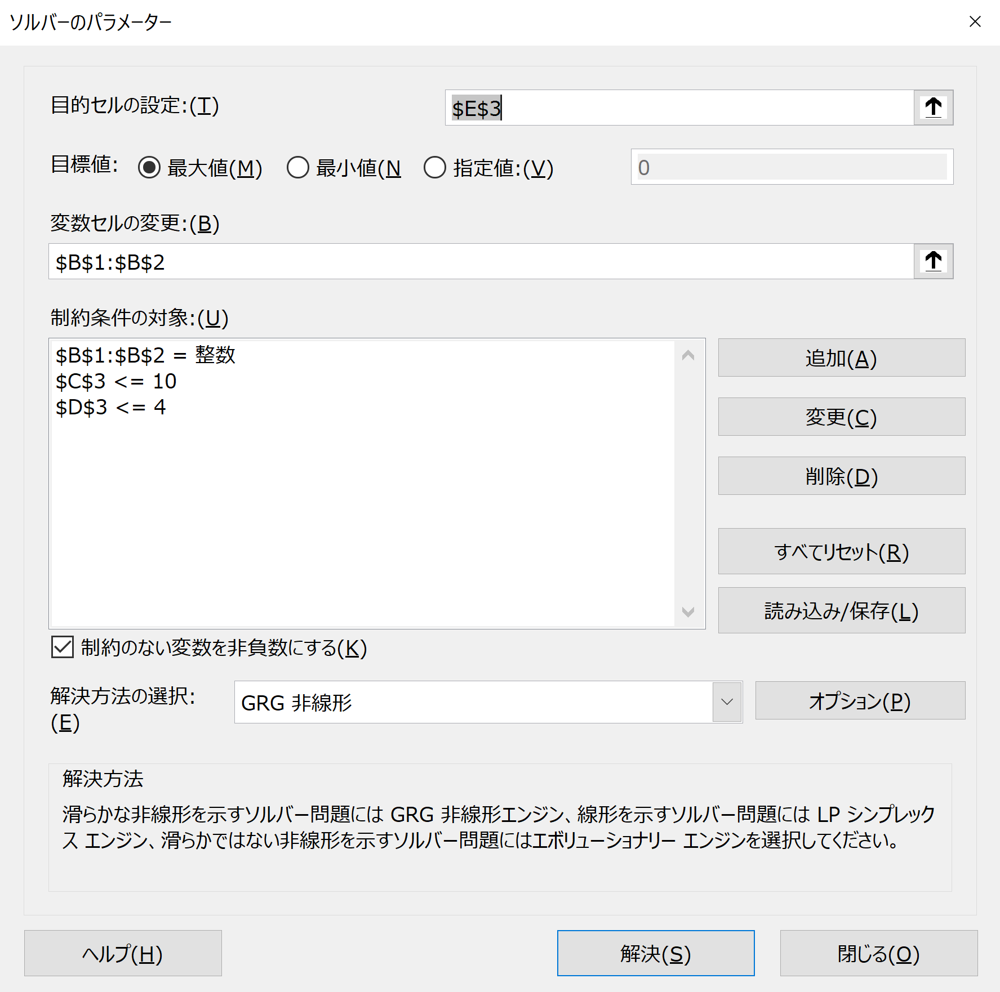 ソルバーのパラメーター
目的セルの設定:(T)
$E$3
目標値:
最大値(M)
最小値(N
指定値:(V)
0
変数セルの変更:(B)
$B$1:$B$2
制約条件の対象:(U)
$B$1:$B$2 = 整数
$C$3 <= 10
$D$3 <= 4
追加(A)
変更(C)
削除(D)
すべてリセット(R)
読み込み/保存(L)
制約のない変数を非負数にする(K)
解決方法の選択:
(E)
GRG 非線形
オプション(P)
解決方法
滑らかな非線形を示すソルバー問題には GRG 非線形エンジン、線形を示すソルバー問題には LP シンプレック
ス エンジン、滑らかではない非線形を示すソルバー問題にはエボリューショナリー エンジンを選択してください。
ヘルプ(H)
解決(S)
閉じる(O)